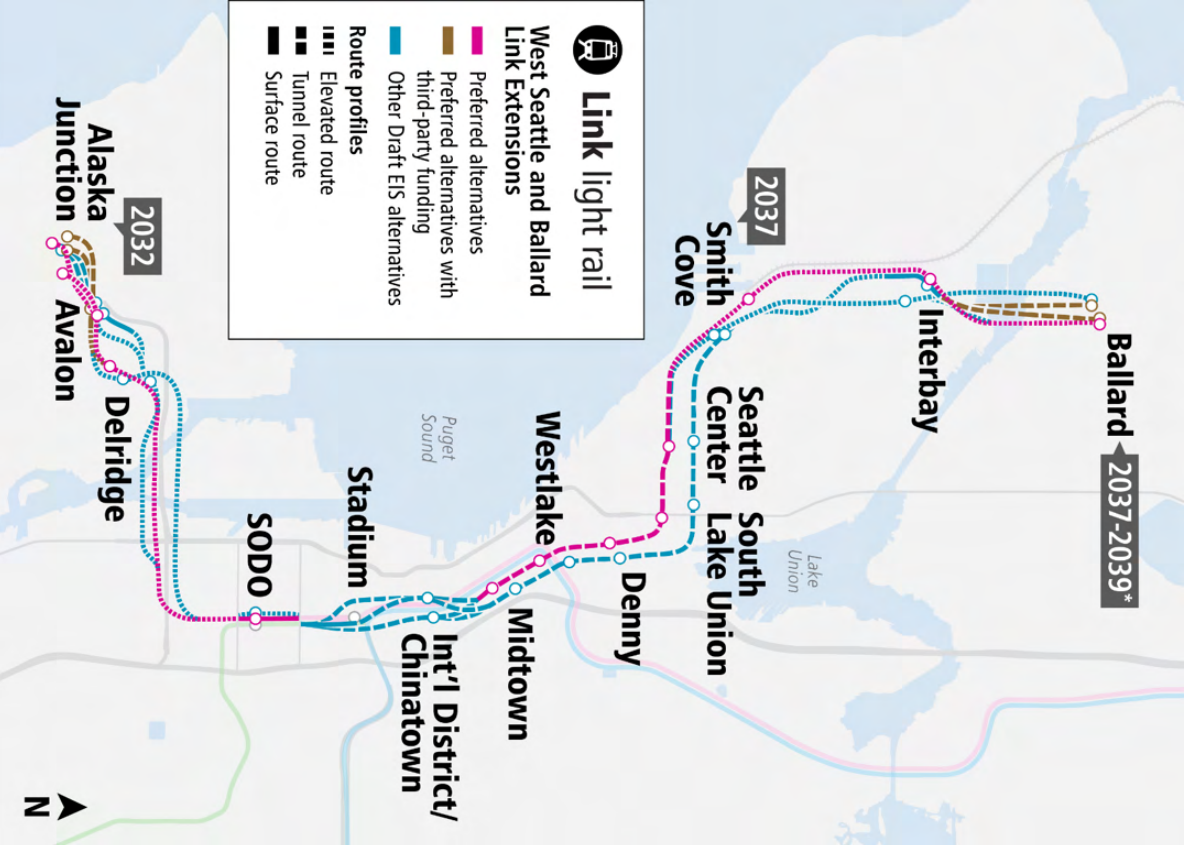 Link light rail
West Seattle and Ballard
Link Extensions
Preferred alternatives
Preferred alternatives with
third-party funding
Other Draft EIS alternatives
Route profiles
Elevated route
Tunnel route
Surface route
Ballard
2037-2039*
Interbay
2037
Smith
Cove
Seattle
Center
South
Lake Union
Lake
Union
Denny
Westlake
Midtown
Puget
Sound
Int'l District/
Chinatown
Stadium
SODO
Delridge
Avalon
2032
Alaska
Junction
N